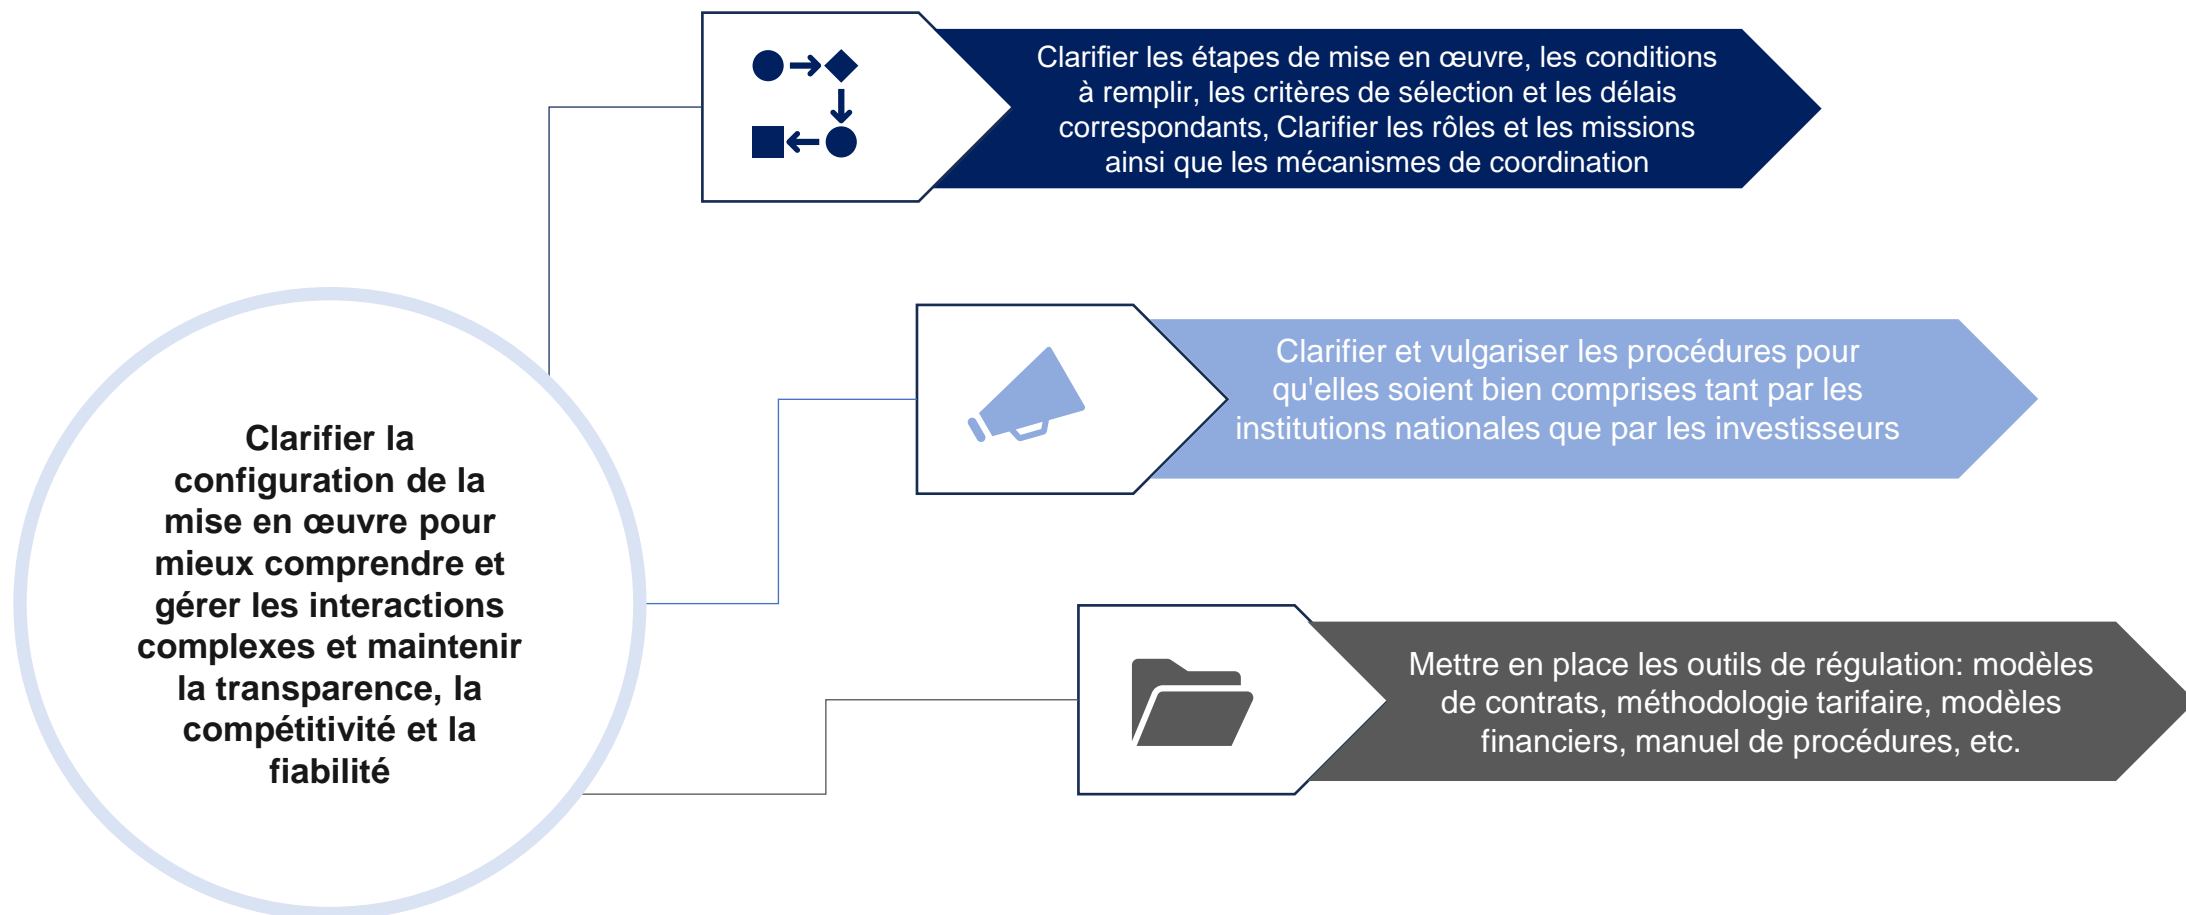 Clarifier les étapes de mise en œuvre, les conditions
à remplir, les critères de sélection et les délais
correspondants, Clarifier les rôles et les missions
ainsi que les mécanismes de coordination
Clarifier et vulgariser les procédures pour
qu'elles soient bien comprises tant par les
institutions nationales que par les investisseurs
Clarifier la
configuration de la
mise en œuvre pour
mieux comprendre et
gérer les interactions
complexes et maintenir
la transparence, la
compétitivité et la
fiabilité
Mettre en place les outils de régulation: modèles
de contrats, méthodologie tarifaire, modèles
financiers, manuel de procédures, etc.